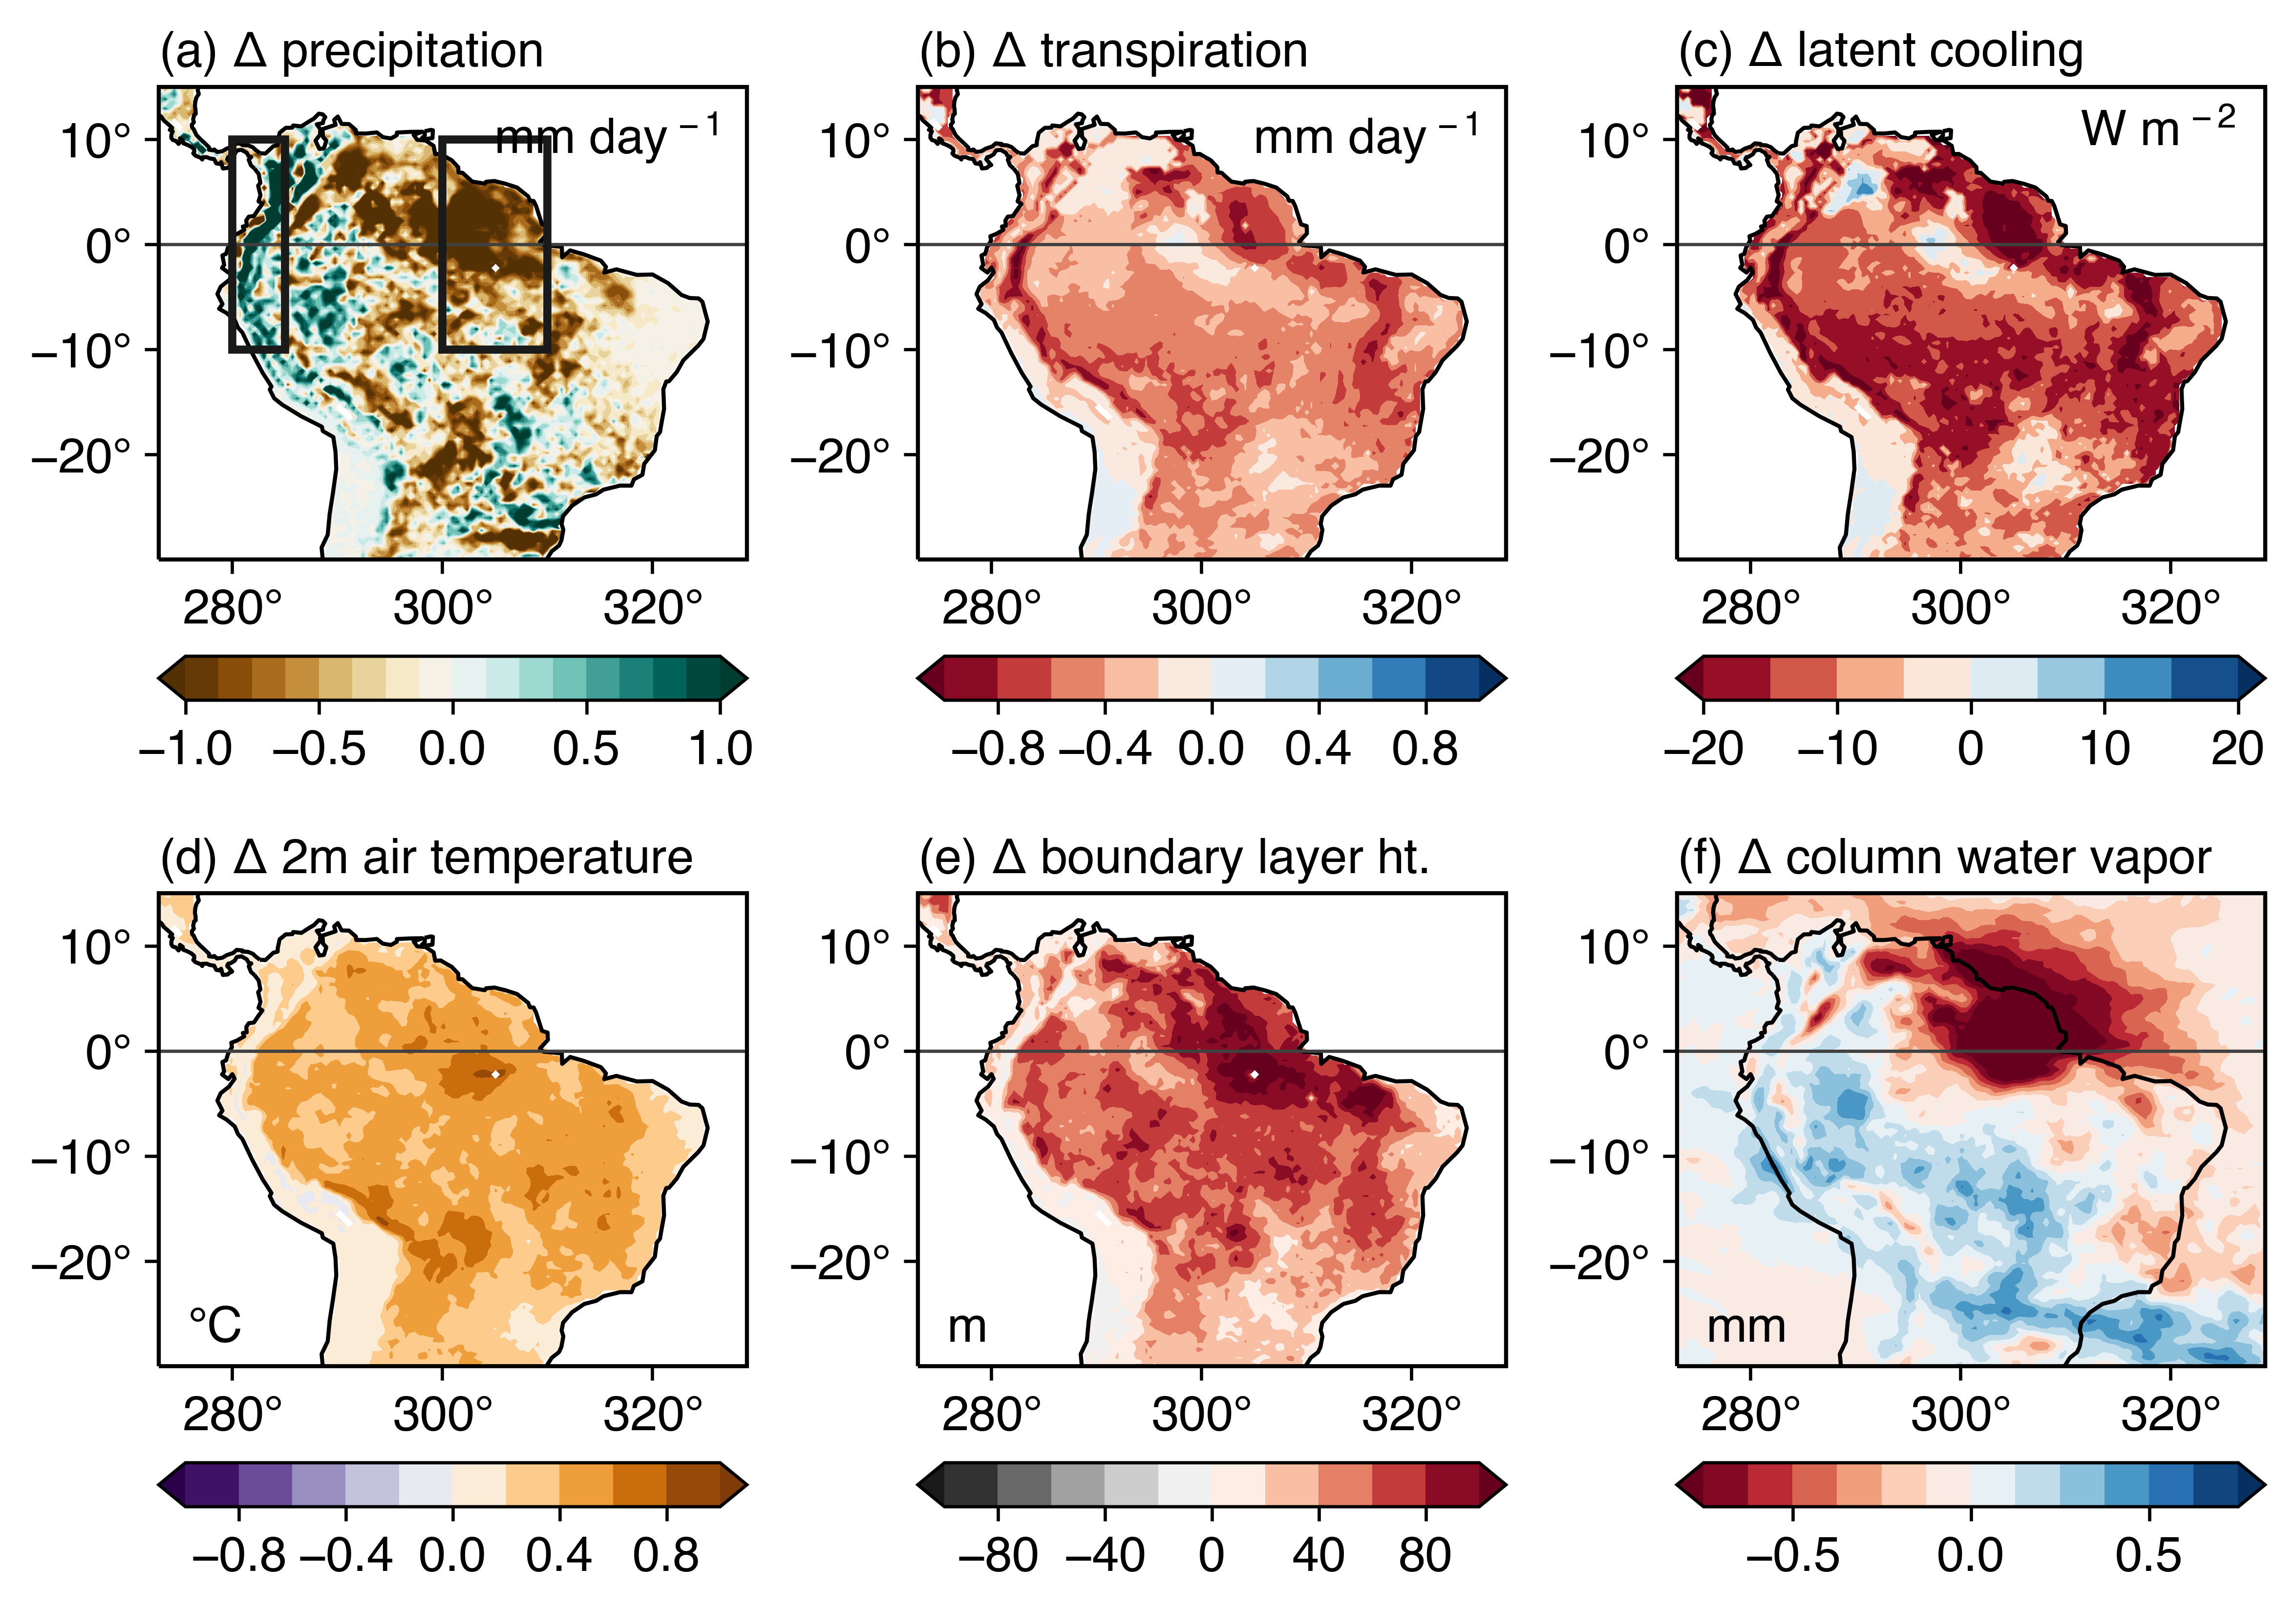 (a) Δ precipitation
(b) Δ transpiration
(c) Δ latent cooling
mm day⁻¹
mm day⁻¹
W m⁻²
10°
0°
−10°
−20°
10°
0°
−10°
−20°
10°
0°
−10°
−20°
280° 300° 320°
280° 300° 320°
280° 300° 320°
−1.0 −0.5 0.0 0.5 1.0
−0.8 −0.4 0.0 0.4 0.8
−20 −10 0 10 20
(d) Δ 2m air temperature
(e) Δ boundary layer ht.
(f) Δ column water vapor
10°
0°
−10°
−20°
10°
0°
−10°
−20°
10°
0°
−10°
−20°
°C
m
mm
280° 300° 320°
280° 300° 320°
280° 300° 320°
−0.8 −0.4 0.0 0.4 0.8
−80 −40 0 40 80
−0.5 0.0 0.5